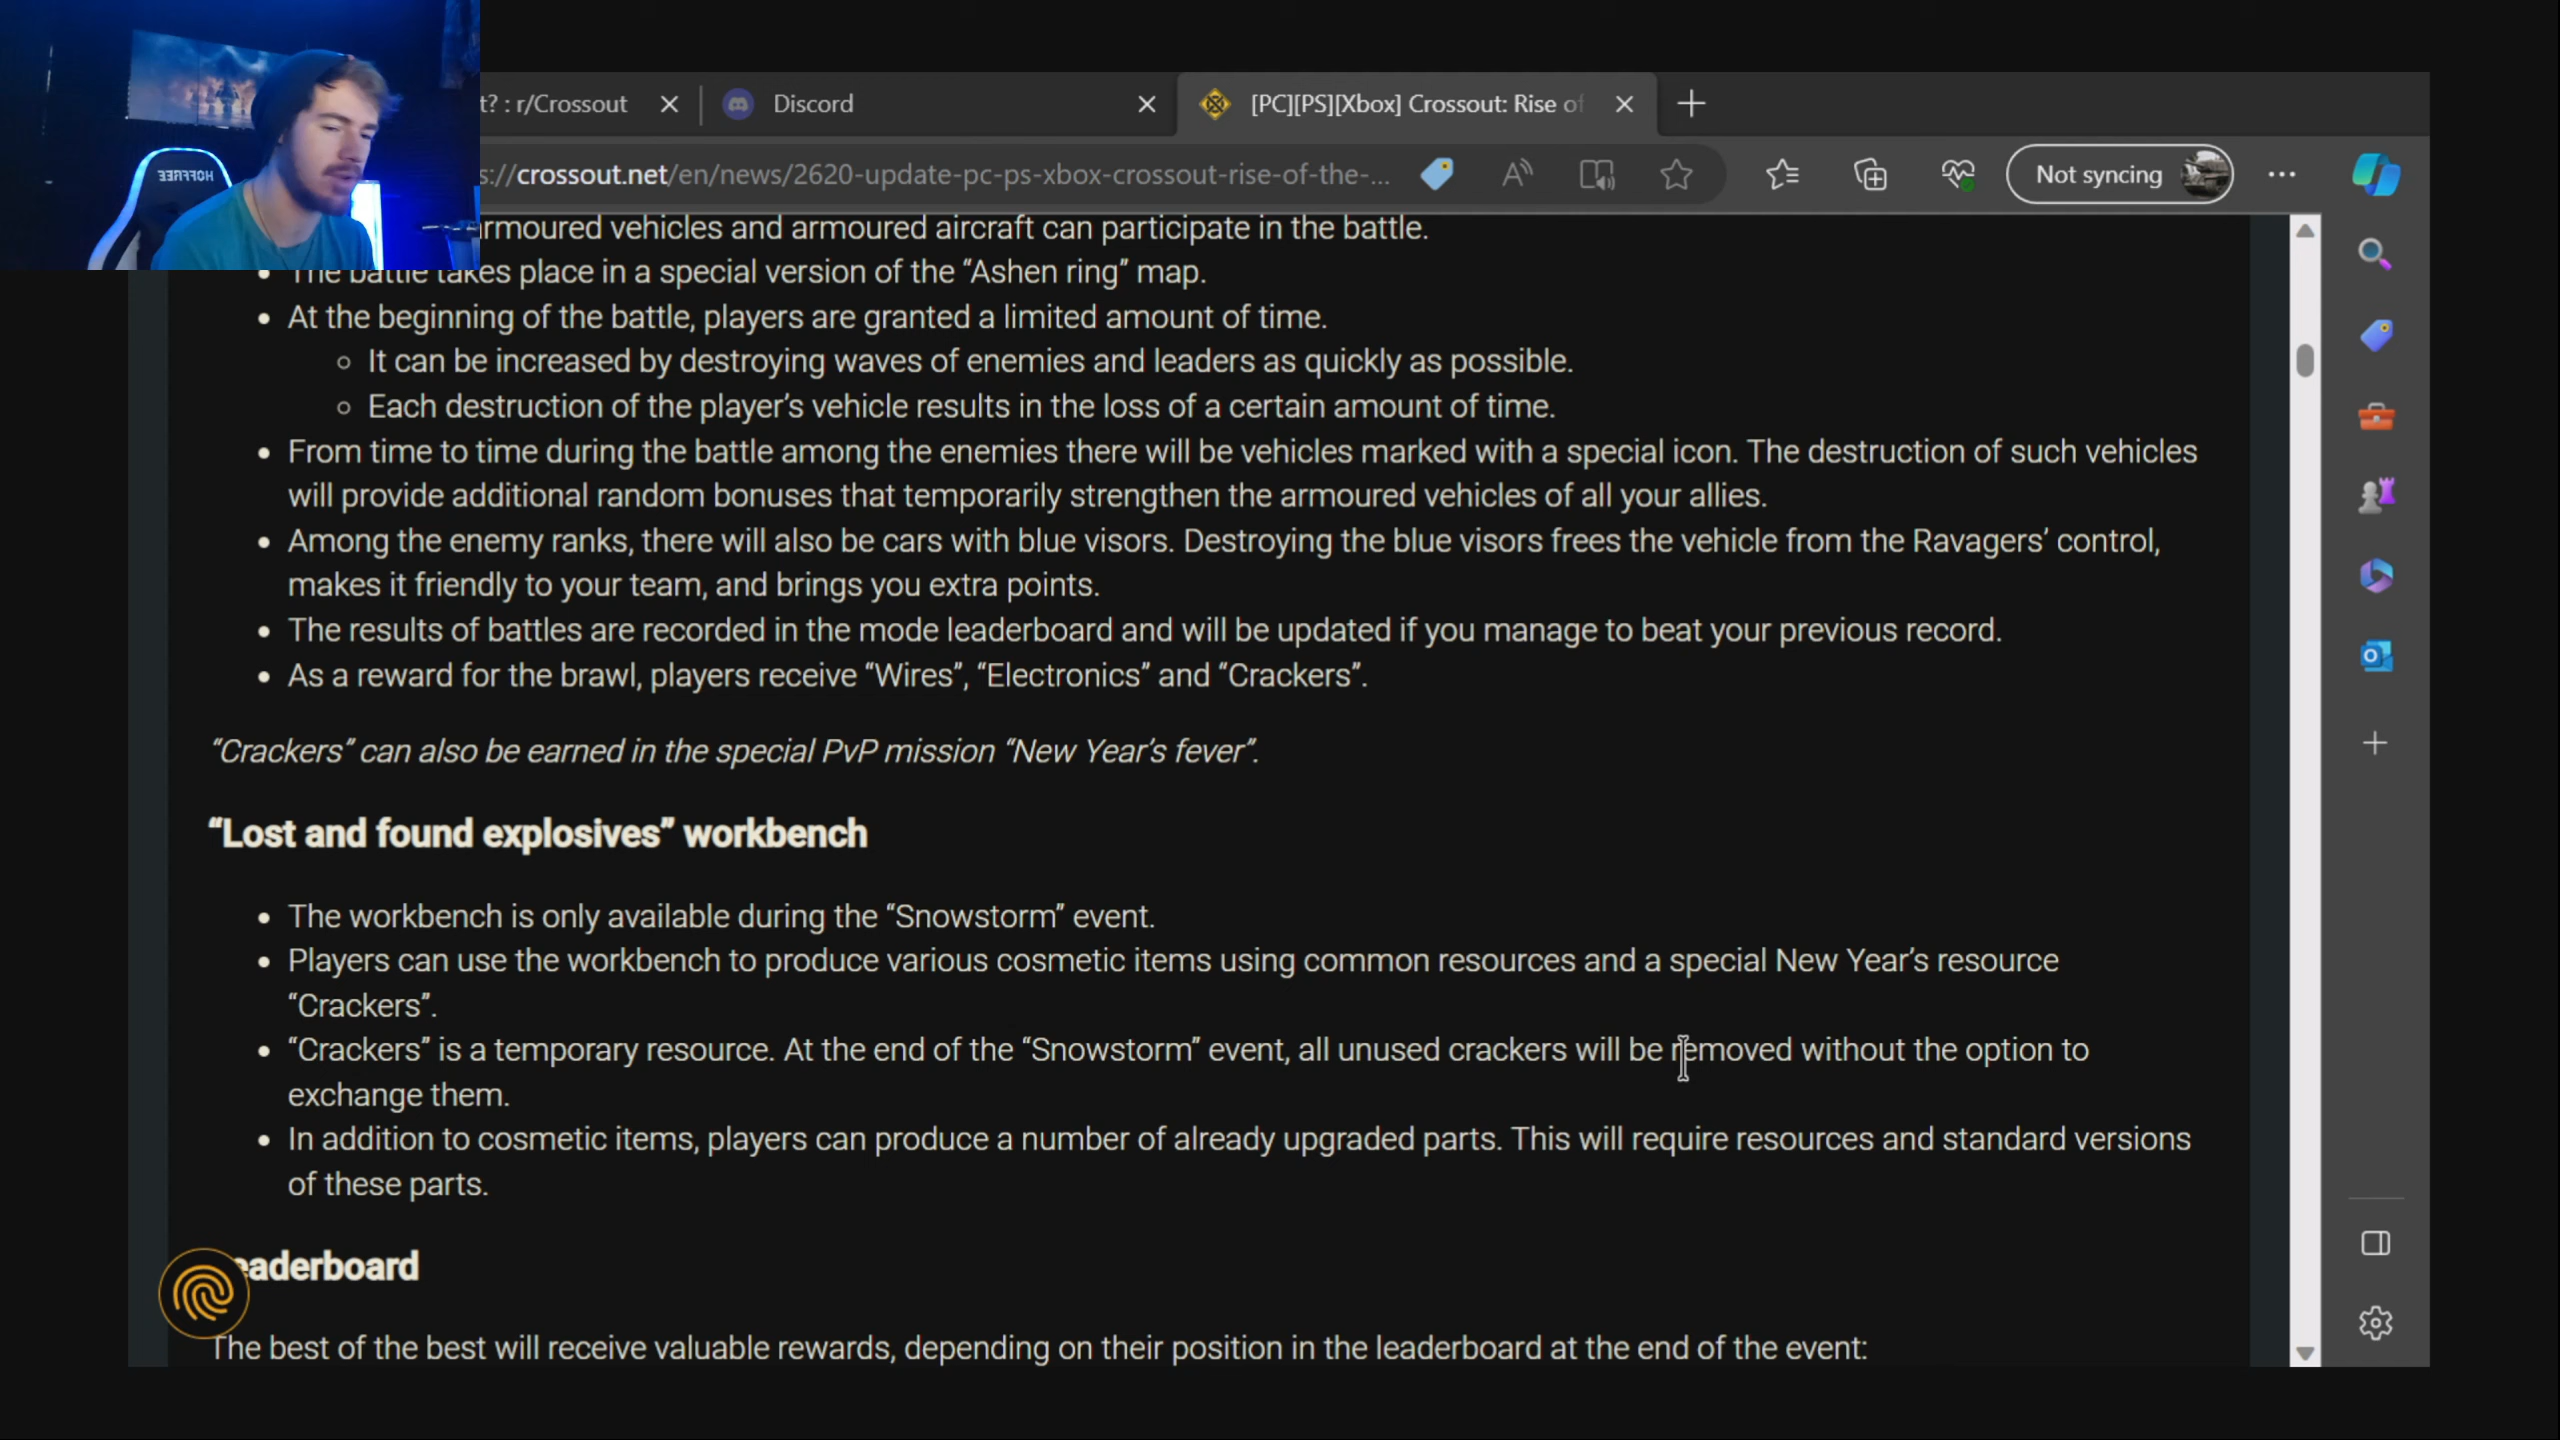 HOFFREE
t? : r/Crossout
Discord
[PC][PS][Xbox] Crossout: Rise of
s://crossout.net/en/news/2620-update-pc-ps-xbox-crossout-rise-of-the-...
Not syncing
armoured vehicles and armoured aircraft can participate in the battle.
The battle takes place in a special version of the “Ashen ring” map.
At the beginning of the battle, players are granted a limited amount of time.
It can be increased by destroying waves of enemies and leaders as quickly as possible.
Each destruction of the player’s vehicle results in the loss of a certain amount of time.
From time to time during the battle among the enemies there will be vehicles marked with a special icon. The destruction of such vehicles
will provide additional random bonuses that temporarily strengthen the armoured vehicles of all your allies.
Among the enemy ranks, there will also be cars with blue visors. Destroying the blue visors frees the vehicle from the Ravagers’ control,
makes it friendly to your team, and brings you extra points.
The results of battles are recorded in the mode leaderboard and will be updated if you manage to beat your previous record.
As a reward for the brawl, players receive “Wires”, “Electronics” and “Crackers”.
“Crackers” can also be earned in the special PvP mission “New Year’s fever”.
“Lost and found explosives” workbench
The workbench is only available during the “Snowstorm” event.
Players can use the workbench to produce various cosmetic items using common resources and a special New Year’s resource
“Crackers”.
“Crackers” is a temporary resource. At the end of the “Snowstorm” event, all unused crackers will be removed without the option to
exchange them.
In addition to cosmetic items, players can produce a number of already upgraded parts. This will require resources and standard versions
of these parts.
eaderboard
The best of the best will receive valuable rewards, depending on their position in the leaderboard at the end of the event: